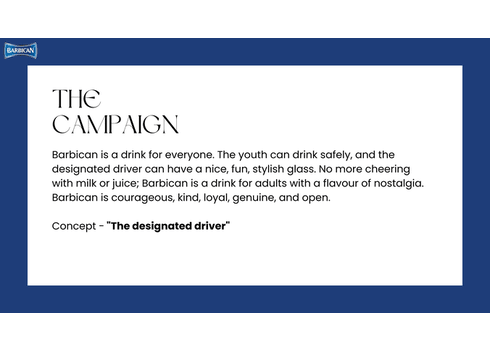 BARBICAN
THE
CAMPAIGN
Barbican is a drink for everyone. The youth can drink safely, and the
designated driver can have a nice, fun, stylish glass. No more cheering
with milk or juice; Barbican is a drink for adults with a flavour of nostalgia.
Barbican is courageous, kind, loyal, genuine, and open.
Concept - "The designated driver"